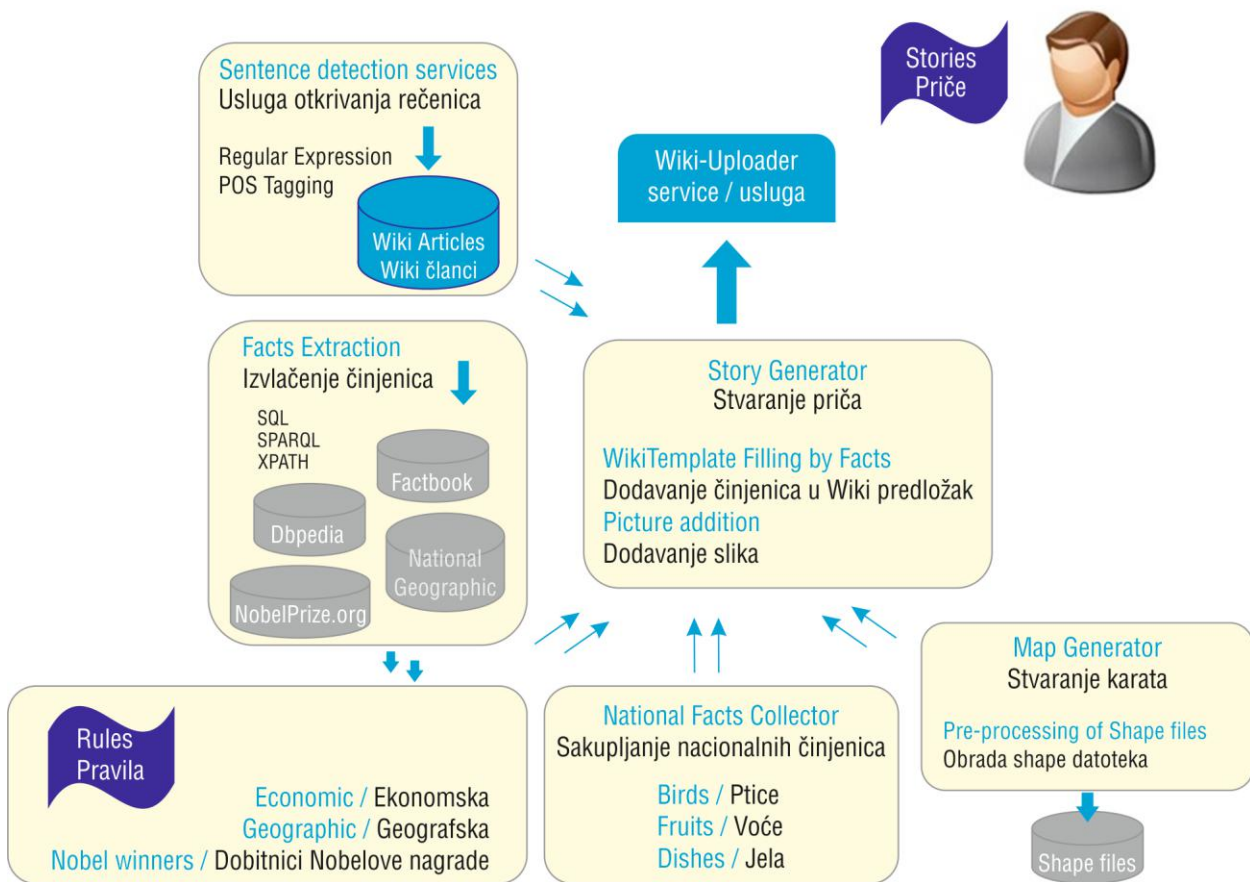 Sentence detection services
Usluga otkrivanja rečenica
Regular Expression
POS Tagging
Wiki Articles
Wiki članci
Stories
Priče
Wiki-Uploader
service / usluga
Facts Extraction
Izvlačenje činjenica
SQL
SPARQL
XPATH
Factbook
Dbpedia
National
Geographic
NobelPrize.org
Story Generator
Stvaranje priča
WikiTemplate Filling by Facts
Dodavanje činjenica u Wiki predložak
Picture addition
Dodavanje slika
Rules
Pravila
Economic / Ekonomska
Geographic / Geografska
Nobel winners / Dobitnici Nobelove nagrade
National Facts Collector
Sakupljanje nacionalnih činjenica
Birds / Ptice
Fruits / Voće
Dishes / Jela
Map Generator
Stvaranje karata
Pre-processing of Shape files
Obrada shape datoteka
Shape files